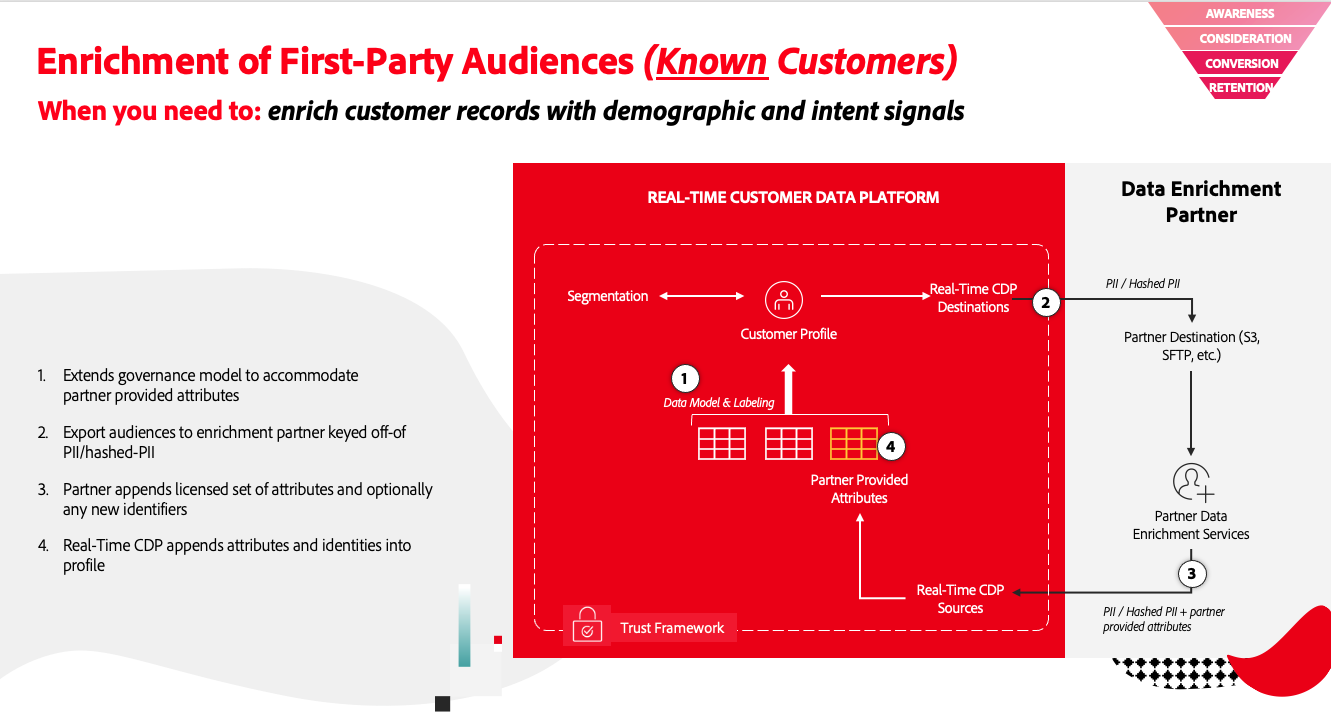 AWARENESS
CONSIDERATION
CONVERSION
RETENTION
Enrichment of First-Party Audiences (Known Customers)
When you need to: enrich customer records with demographic and intent signals
1. Extends governance model to accommodate
partner provided attributes
2. Export audiences to enrichment partner keyed off-of
PII/hashed-PII
3. Partner appends licensed set of attributes and optionally
any new identifiers
4. Real-Time CDP appends attributes and identities into
profile
REAL-TIME CUSTOMER DATA PLATFORM
Segmentation
Customer Profile
Real-Time CDP
Destinations
2
1
Data Model & Labeling
4
Partner Provided
Attributes
Real-Time CDP
Sources
Trust Framework
Data Enrichment
Partner
PII / Hashed PII
Partner Destination (S3,
SFTP, etc.)
Partner Data
Enrichment Services
3
PII / Hashed PII + partner
provided attributes